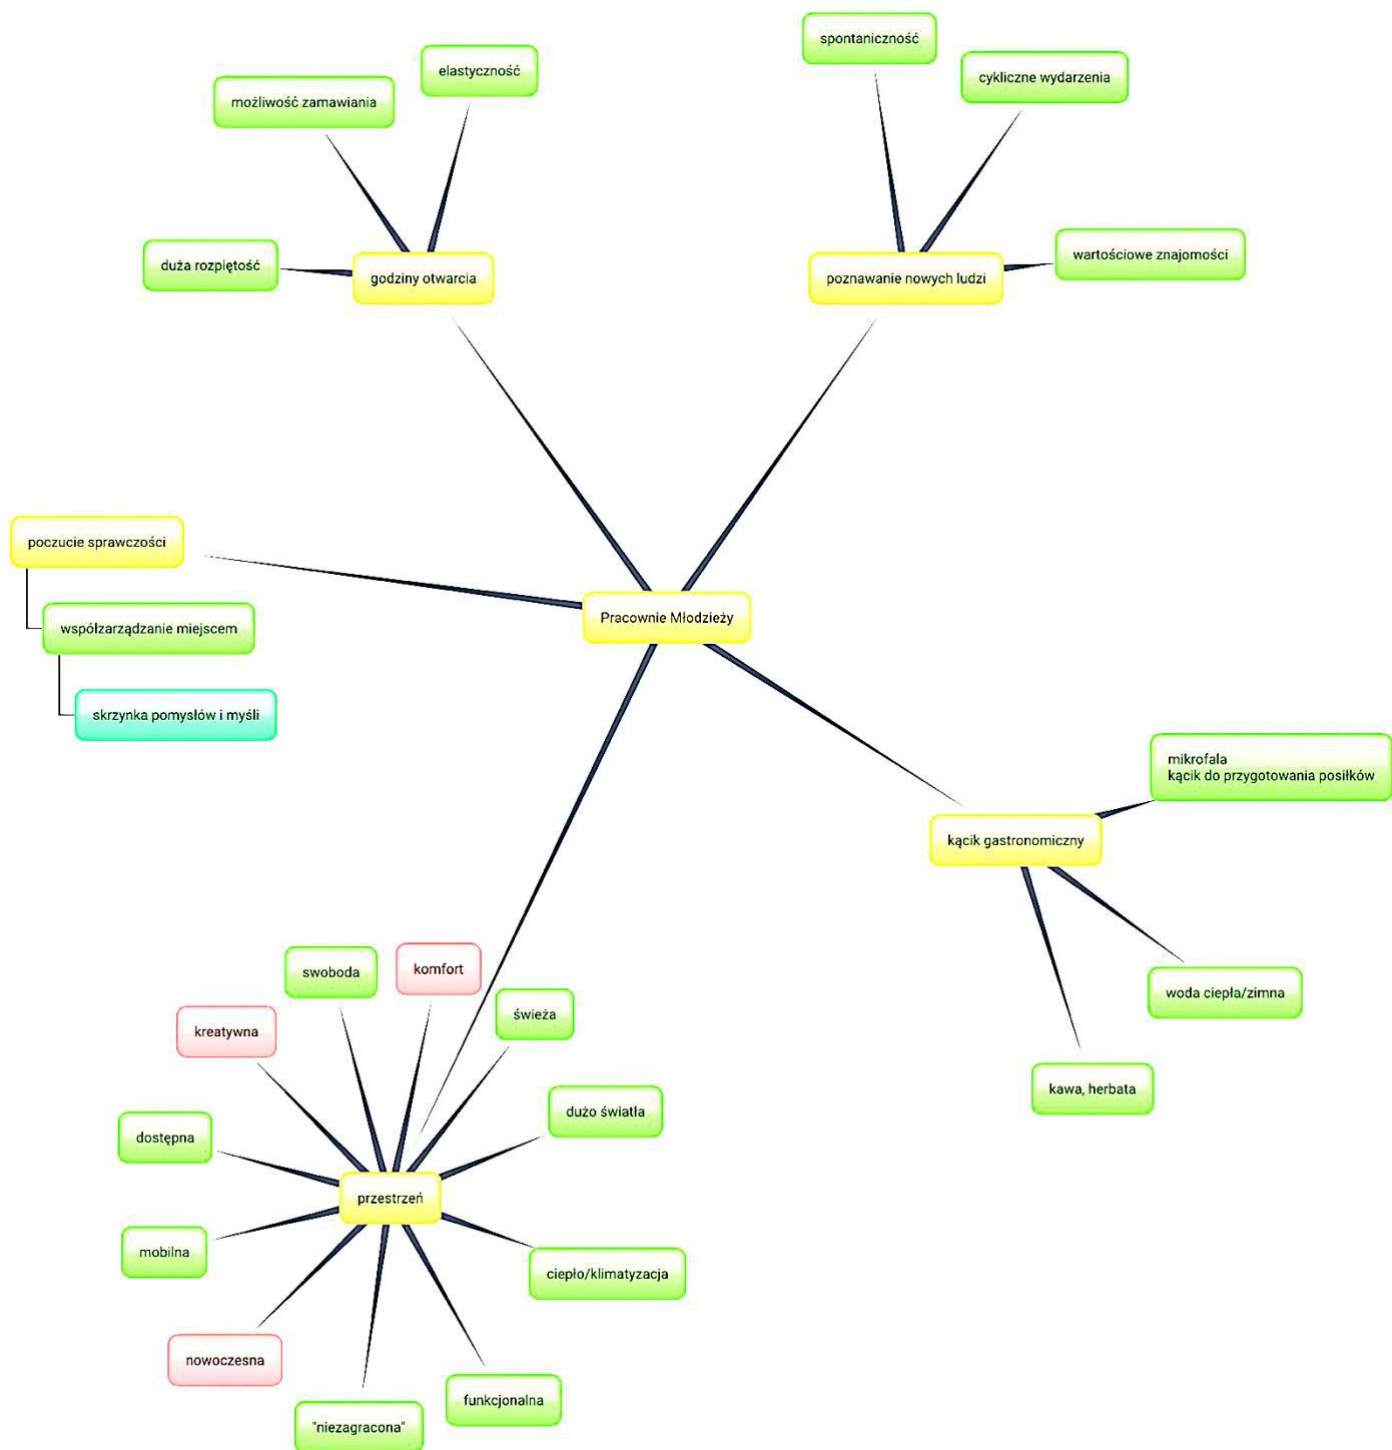 spontaniczność
elastyczność
cykliczne wydarzenia
możliwość zamawiania
wartościowe znajomości
duża rozpiętość
godziny otwarcia
poznawanie nowych ludzi
poczucie sprawczości
Pracownie Młodzieży
współzarządzanie miejscem
skrzynka pomysłów i myśli
mikrofala
kącik do przygotowania posiłków
kącik gastronomiczny
swoboda
komfort
woda ciepła/zimna
świeża
kreatywna
kawa, herbata
dużo światła
dostępna
przestrzeń
mobilna
ciepło/klimatyzacja
nowoczesna
funkcjonalna
"niezagracona"